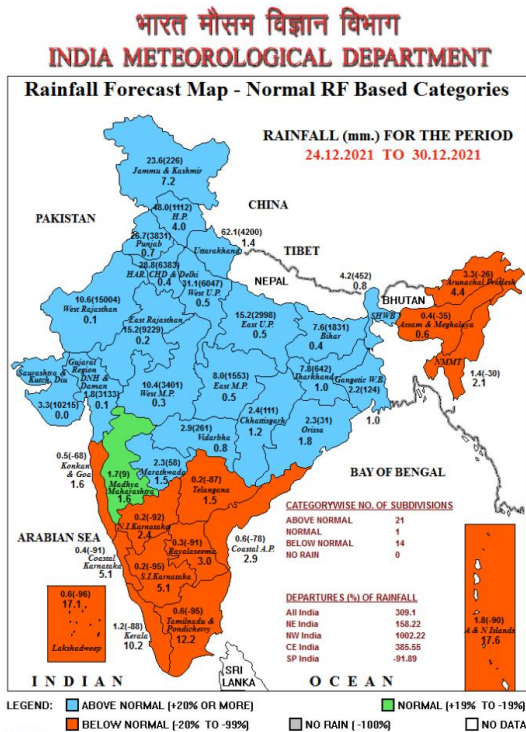 भारत मौसम विज्ञान विभाग
INDIA METEOROLOGICAL DEPARTMENT
Rainfall Forecast Map - Normal RF Based Categories
RAINFALL (mm.) FOR THE PERIOD
24.12.2021 TO 30.12.2021
23.6(226)
Jammu & Kashmir
7.2
CHINA
48.0(1112)
H.P.
4.0
PAKISTAN
62.1(4200)
Uttarakhand
1.4
26.7(3831)
Punjab
0.7
TIBET
28.8(6383)
HAR. CHD & Delhi
0.4
31.1(6047)
West U.P.
0.5
NEPAL
4.2(452)
0.8
SHWB
BHUTAN
3.3(-26)
Arunachal Pradesh
4.4
10.6(15004)
West Rajasthan
0.1
East Rajasthan
15.2(9229)
0.2
15.2(2998)
East U.P.
0.5
7.6(1831)
Bihar
0.4
0.4(-35)
Assam & Meghalaya
0.6
NMMT
1.4(-30)
2.1
Saurashtra &
Kutch, Diu
3.3(10215)
0.0
Gujarat
Region
DNH &
Daman
1.8(3133)
0.1
10.4(3401)
West M.P.
0.3
8.0(1553)
East M.P.
0.5
7.8(642)
Jharkhand
1.0
Gangetic W.B.
2.2(124)
1.0
2.4(111)
Chhattisgarh
1.2
2.3(31)
Orissa
1.8
2.9(261)
Vidarbha
0.8
2.3(58)
Marathwada
1.5
1.7(9)
Madhya
Maharashtra
1.6
0.5(-68)
Konkan
& Goa
1.6
0.2(-87)
Telangana
1.5
BAY OF BENGAL
ARABIAN SEA
0.2(-92)
N.I.Karnataka
2.4
0.3(-91)
Rayalaseema
3.0
0.6(-78)
Coastal A.P.
2.9
0.4(-91)
Coastal
Karnataka
5.1
0.2(-95)
S.I.Karnataka
5.1
0.6(-95)
Tamilnadu &
Pondicherry
12.2
1.2(-88)
Kerala
10.2
0.6(-96)
17.1
Lakshadweep
1.8(-90)
A & N Islands
17.6
CATEGORYWISE NO. OF SUBDIVISIONS
ABOVE NORMAL 21
NORMAL 1
BELOW NORMAL 14
NO RAIN 0
DEPARTURES (%) OF RAINFALL
All India 309.1
NE India 158.22
NW India 1002.22
CE India 385.55
SP India -91.89
SRI
LANKA
INDIAN OCEAN
LEGEND: ABOVE NORMAL (+20% OR MORE) NORMAL (+19% TO -19%)
BELOW NORMAL (-20% TO -99%) NO RAIN (-100%) NO DATA